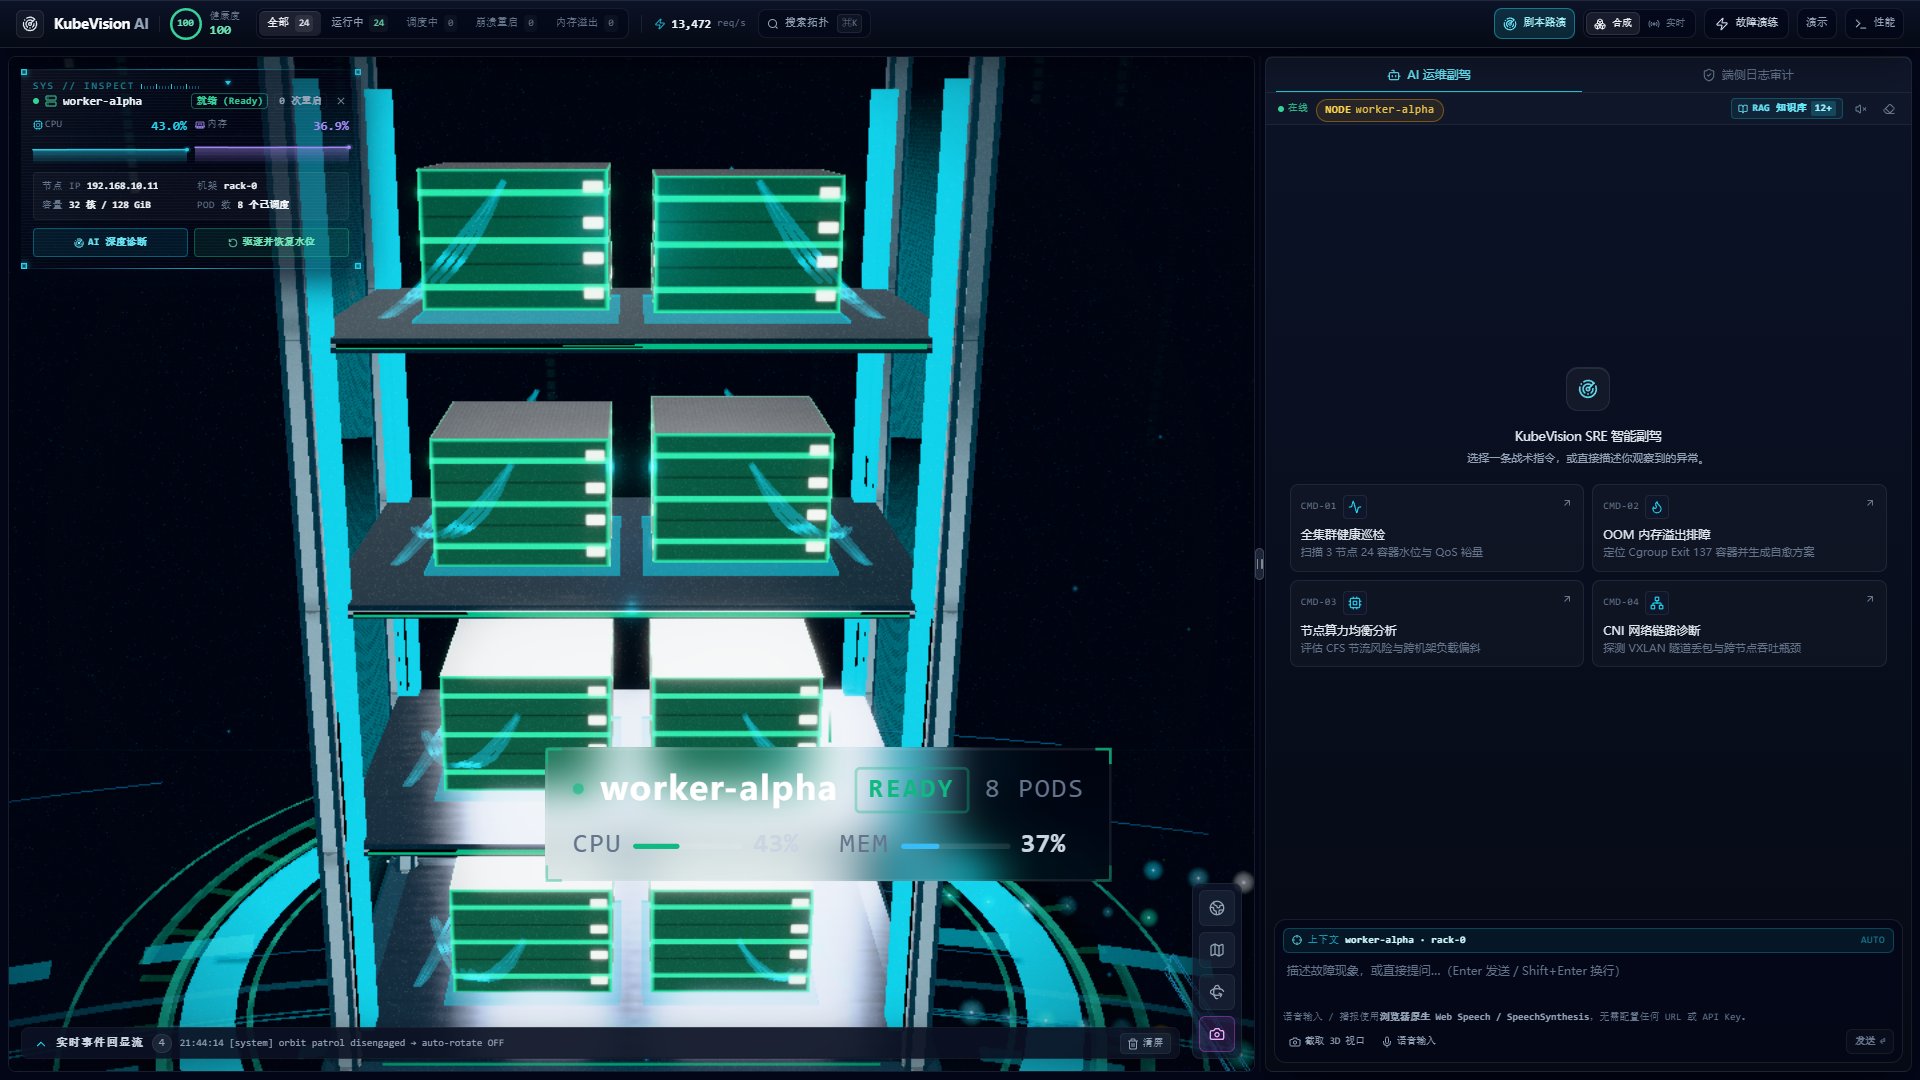 KubeVision AI
100
健康度
100
全部 24
运行中 24
调度中 0
崩溃重启 0
内存溢出 0
13,472 req/s
搜索拓扑 ⌘K
剧本路演
合成
实时
故障演练
演示
性能
SYS // INSPECT
worker-alpha
就绪 (Ready)
0 次重启
CPU 43.0%
内存 36.9%
节点 IP 192.168.10.11
机架 rack-0
容量 32 核 / 128 GiB
POD 数 8 个已调度
AI 深度诊断
驱逐并恢复水位
worker-alpha READY 8 PODS
CPU 43% MEM 37%
实时事件回显流 4 21:44:14 [system] orbit patrol disengaged → auto-rotate OFF
清屏
AI 运维副驾
端侧日志审计
在线
NODE worker-alpha
RAG 知识库 12+
KubeVision SRE 智能副驾
选择一条战术指令，或直接描述你观察到的异常。
CMD-01
全集群健康巡检
扫描 3 节点 24 容器水位与 QoS 裕量
CMD-02
OOM 内存溢出排障
定位 Cgroup Exit 137 容器并生成自愈方案
CMD-03
节点算力均衡分析
评估 CFS 节流风险与跨机架负载偏斜
CMD-04
CNI 网络链路诊断
探测 VXLAN 隧道丢包与跨节点吞吐瓶颈
上下文 worker-alpha · rack-0 AUTO
描述故障现象，或直接提问... （Enter 发送 / Shift+Enter 换行）
语音输入 / 播报使用浏览器原生 Web Speech / SpeechSynthesis，无需配置任何 URL 或 API Key.
截取 3D 视口
语音输入
发送